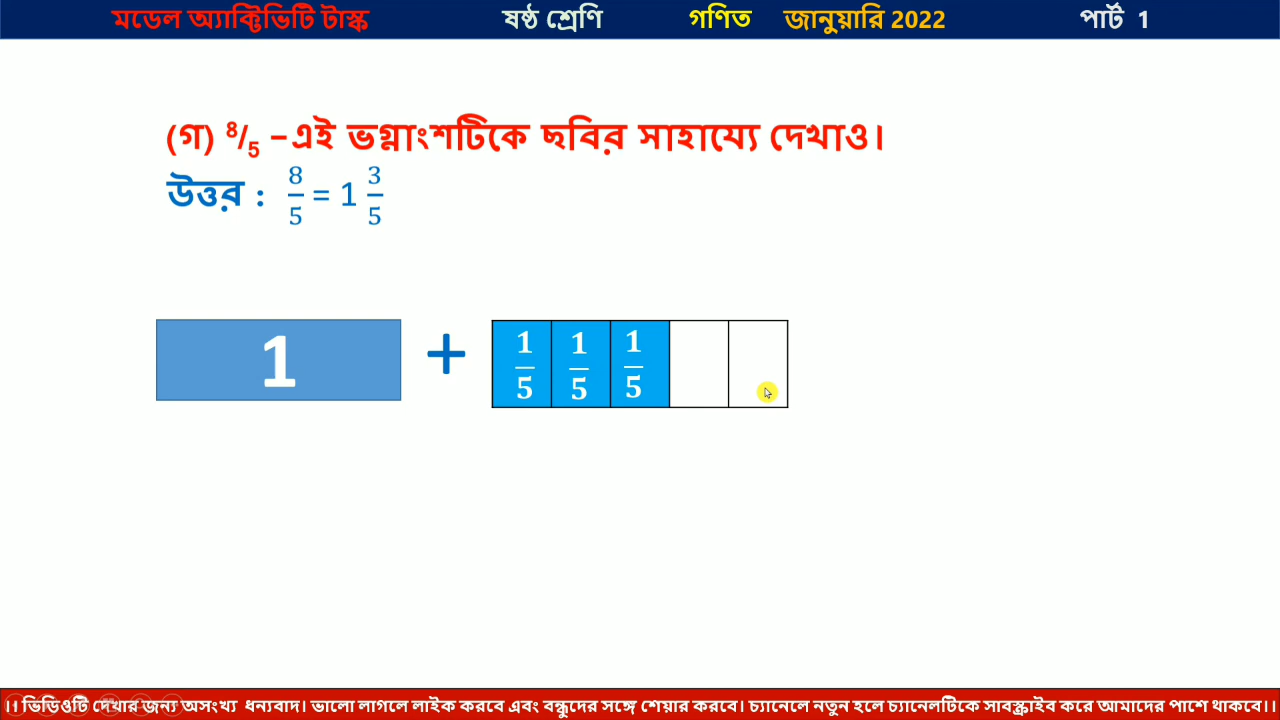 মডেল অ্যাক্টিভিটি টাস্ক ষষ্ঠ শ্রেণি গণিত জানুয়ারি 2022 পার্ট 1
(গ) ⁸/₅ –এই ভগ্নাংশটিকে ছবির সাহায্যে দেখাও।
উত্তর : 8/5 = 1 3/5
1 + 1/5 1/5 1/5
।। ভিডিওটি দেখার জন্য অসংখ্য ধন্যবাদ। ভালো লাগলে লাইক করবে এবং বন্ধুদের সঙ্গে শেয়ার করবে। চ্যানেলে নতুন হলে চ্যানেলটিকে সাবস্ক্রাইব করে আমাদের পাশে থাকবে।।